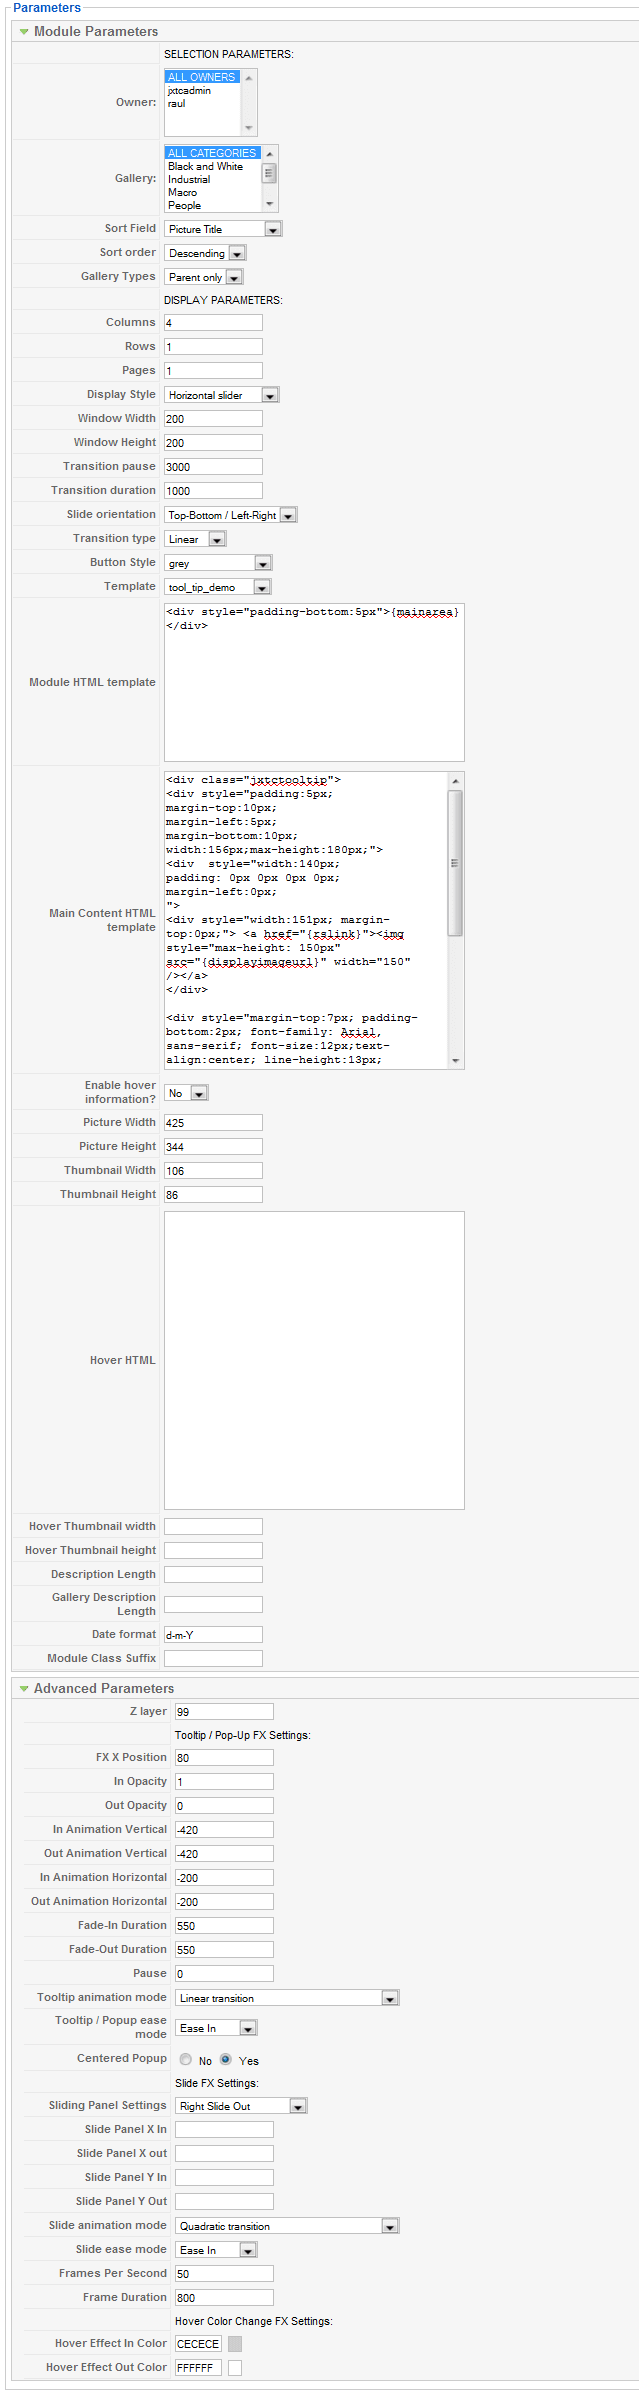 Parameters
Module Parameters
SELECTION PARAMETERS:
Owner:
ALL OWNERS
jxtcadmin
raul
Gallery:
ALL CATEGORIES
Black and White
Industrial
Macro
People
Sort Field Picture Title
Sort order Descending
Gallery Types Parent only
DISPLAY PARAMETERS:
Columns 4
Rows 1
Pages 1
Display Style Horizontal slider
Window Width 200
Window Height 200
Transition pause 3000
Transition duration 1000
Slide orientation Top-Bottom / Left-Right
Transition type Linear
Button Style grey
Template tool_tip_demo
Module HTML template
<div style="padding-bottom:5px">{mainarea}
</div>
Main Content HTML
template
<div class="jxtctooltip">
<div style="padding:5px;
margin-top:10px;
margin-left:5px;
margin-bottom:10px;
width:156px;max-height:180px;">
<div  style="width:140px;
padding: 0px 0px 0px 0px;
margin-left:0px;
">
<div style="width:151px; margin-
top:0px;"> <a href="{rslink}"><img
style="max-height: 150px"
src="{displayimageurl}" width="150"
/></a>
</div>
<div style="margin-top:7px; padding-
bottom:2px; font-family: Arial,
sans-serif; font-size:12px;text-
align:center; line-height:13px;
Enable hover
information?
No
Picture Width 425
Picture Height 344
Thumbnail Width 106
Thumbnail Height 86
Hover HTML
Hover Thumbnail width
Hover Thumbnail height
Description Length
Gallery Description
Length
Date format d-m-Y
Module Class Suffix
Advanced Parameters
Z layer 99
Tooltip / Pop-Up FX Settings:
FX X Position 80
In Opacity 1
Out Opacity 0
In Animation Vertical -420
Out Animation Vertical -420
In Animation Horizontal -200
Out Animation Horizontal -200
Fade-In Duration 550
Fade-Out Duration 550
Pause 0
Tooltip animation mode Linear transition
Tooltip / Popup ease
mode
Ease In
Centered Popup No Yes
Slide FX Settings:
Sliding Panel Settings Right Slide Out
Slide Panel X In
Slide Panel X out
Slide Panel Y In
Slide Panel Y Out
Slide animation mode Quadratic transition
Slide ease mode Ease In
Frames Per Second 50
Frame Duration 800
Hover Color Change FX Settings:
Hover Effect In Color CECECE
Hover Effect Out Color FFFFFF